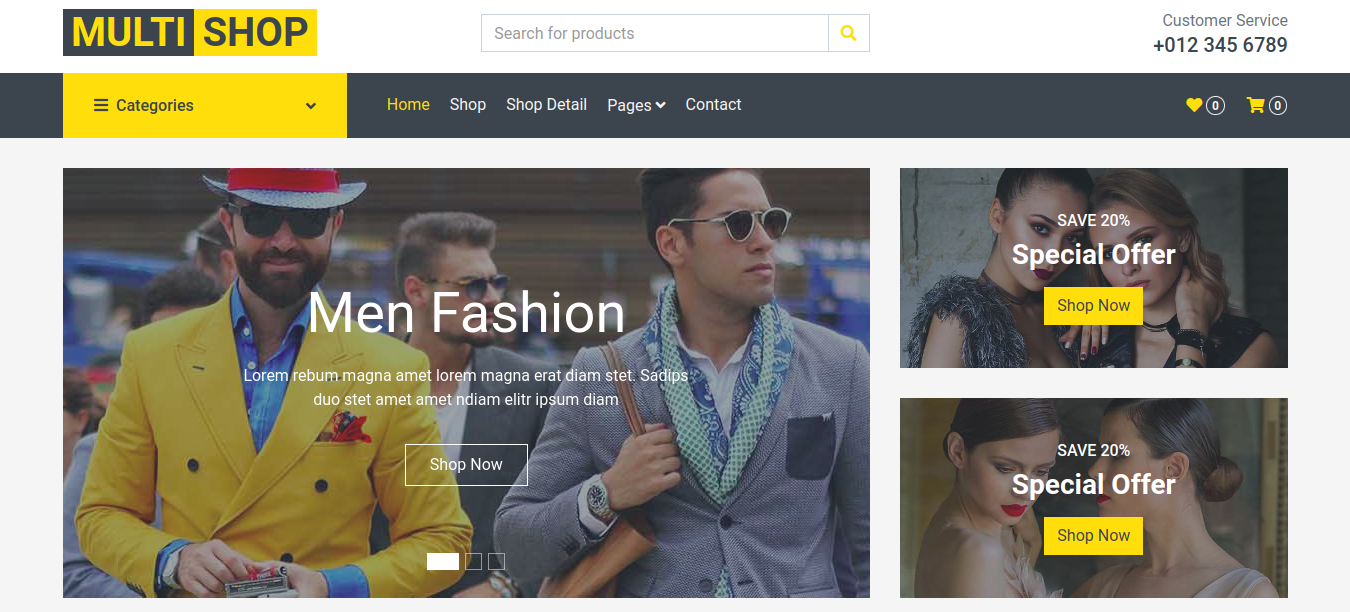 MULTI SHOP
Search for products
Customer Service
+012 345 6789
Categories
Home Shop Shop Detail Pages Contact
0 0
Men Fashion
Lorem rebum magna amet lorem magna erat diam stet. Sadips
duo stet amet amet ndiam elitr ipsum diam
Shop Now
SAVE 20%
Special Offer
Shop Now
SAVE 20%
Special Offer
Shop Now